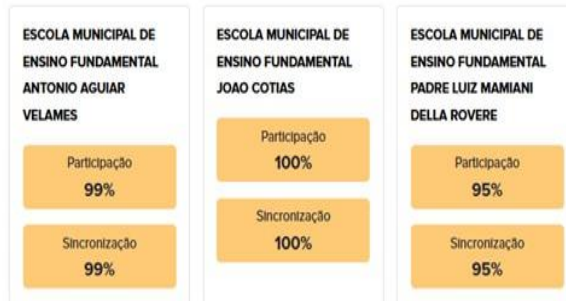 ESCOLA MUNICIPAL DE
ENSINO FUNDAMENTAL
ANTONIO AGUIAR
VELAMES
Participação
99%
Sincronização
99%
ESCOLA MUNICIPAL DE
ENSINO FUNDAMENTAL
JOAO COTIAS
Participação
100%
Sincronização
100%
ESCOLA MUNICIPAL DE
ENSINO FUNDAMENTAL
PADRE LUIZ MAMIANI
DELLA ROVERE
Participação
95%
Sincronização
95%